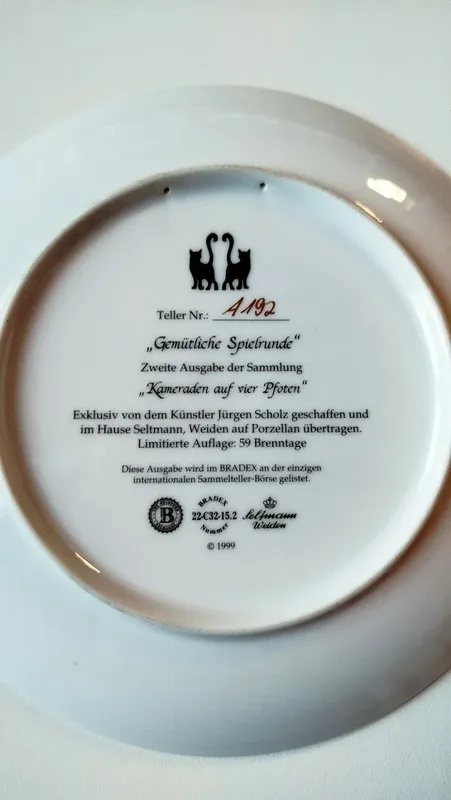 Teller Nr.: A192
„Gemütliche Spielrunde“
Zweite Ausgabe der Sammlung
„Kameraden auf vier Pfoten“
Exklusiv von dem Künstler Jürgen Scholz geschaffen und
im Hause Seltmann, Weiden auf Porzellan übertragen.
Limitierte Auflage: 59 Brenntage
Diese Ausgabe wird im BRADEX an der einzigen
internationalen Sammelteller-Börse gelistet.
B
BRADEX
22-C32-15.2
Nummer
Seltmann
Weiden
© 1999